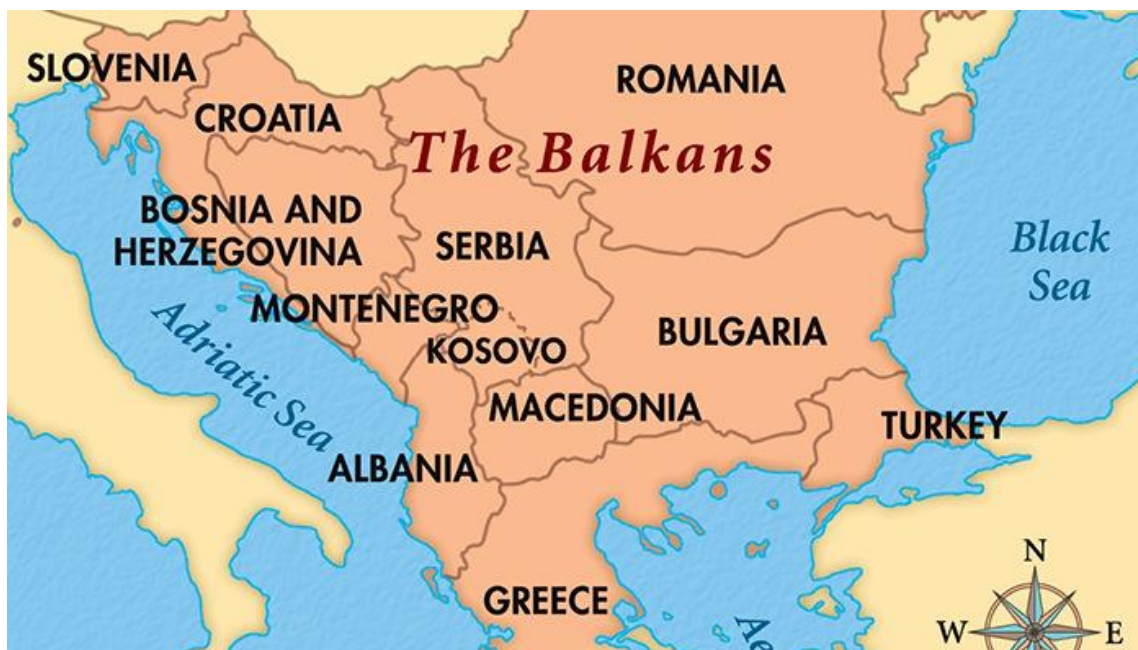 SLOVENIA
ROMANIA
CROATIA
The Balkans
BOSNIA AND
HERZEGOVINA
SERBIA
Black
Sea
MONTENEGRO
BULGARIA
KOSOVO
Adriatic Sea
MACEDONIA
TURKEY
ALBANIA
N
GREECE
W
E
Ae